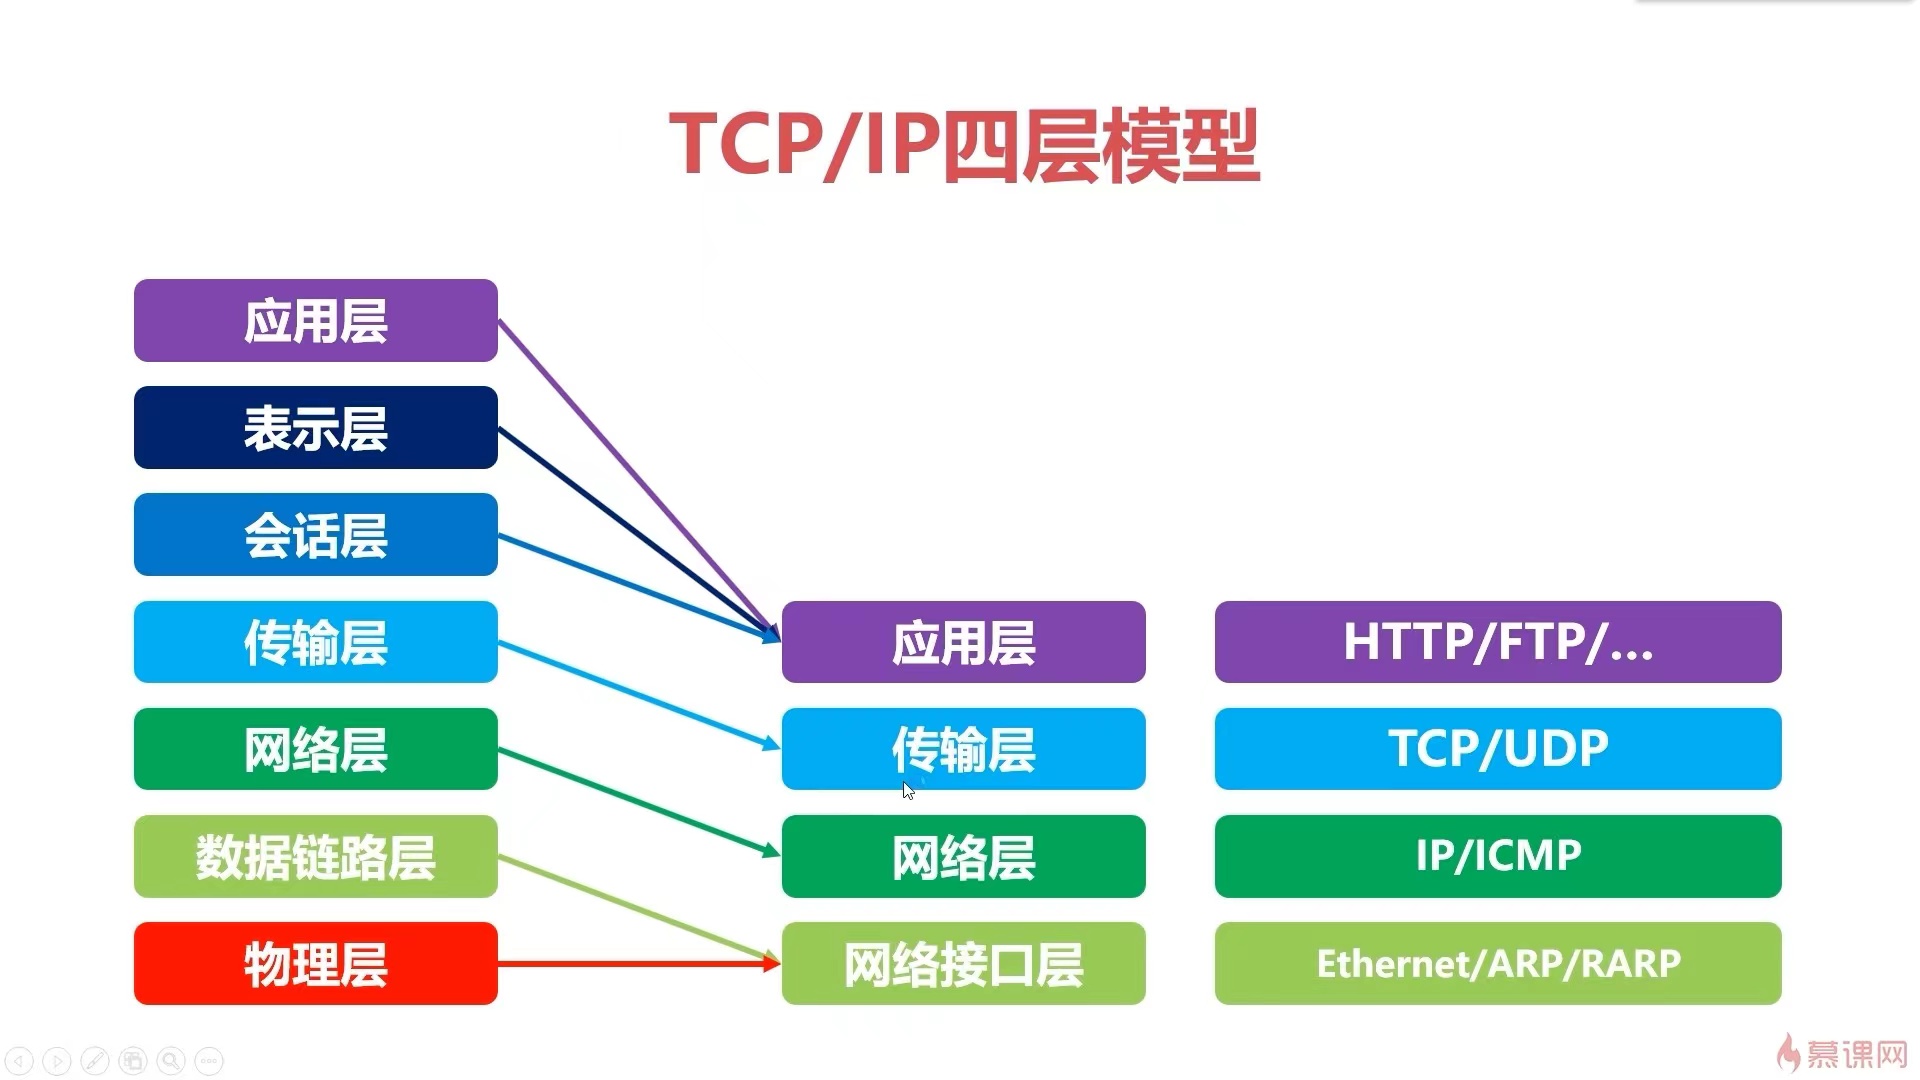 TCP/IP四层模型
应用层
表示层
会话层
传输层
网络层
数据链路层
物理层
应用层
传输层
网络层
网络接口层
HTTP/FTP/...
TCP/UDP
IP/ICMP
Ethernet/ARP/RARP
慕课网